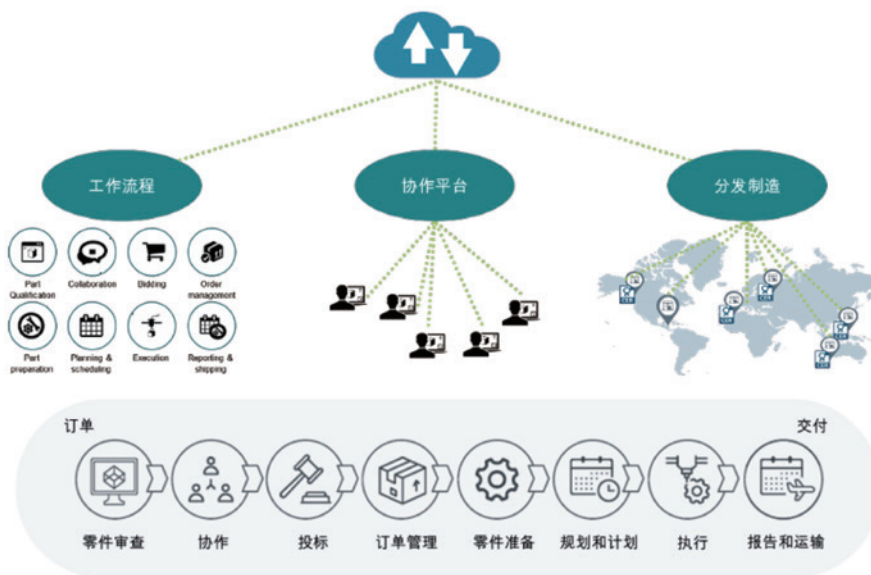 工作流程
协作平台
分发制造
Part
Qualification
Collaboration
Bidding
Order
management
Part
preparation
Planning &
scheduling
Execution
Reporting &
shipping
订单
交付
零件审查
协作
投标
订单管理
零件准备
规划和计划
执行
报告和运输